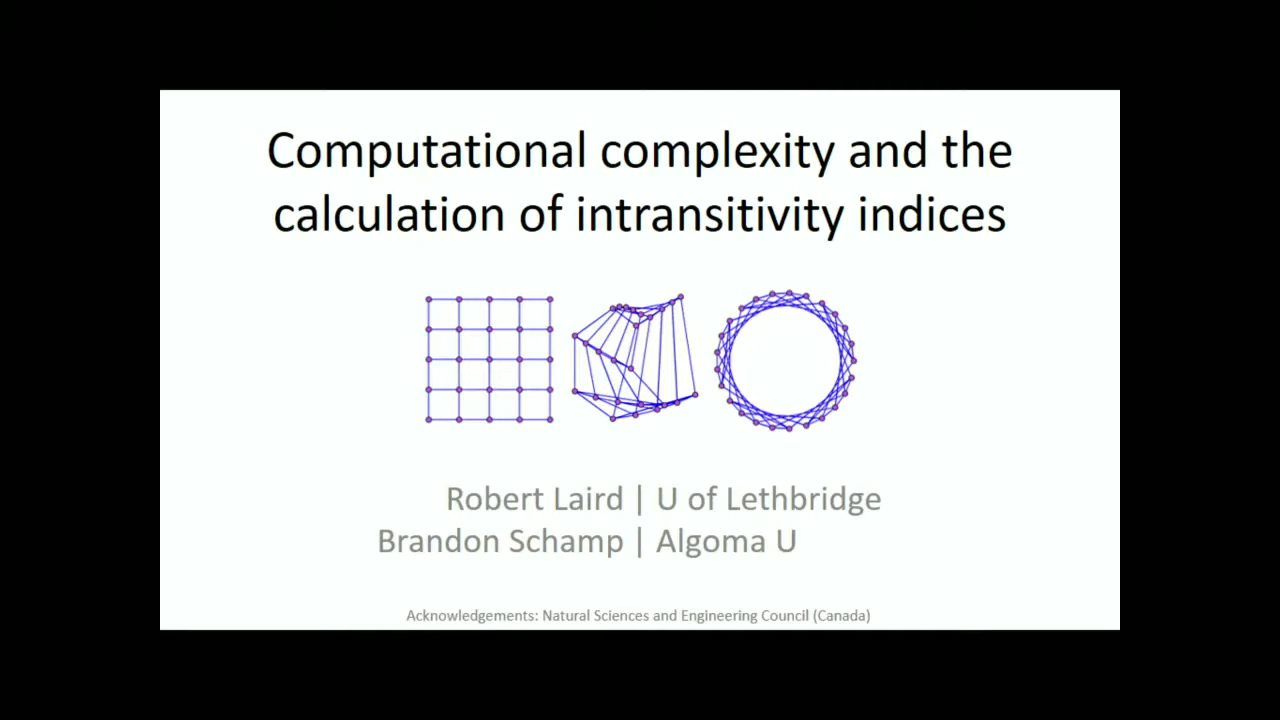 Computational complexity and the
calculation of intransitivity indices
Robert Laird | U of Lethbridge
Brandon Schamp | Algoma U
Acknowledgements: Natural Sciences and Engineering Council (Canada)